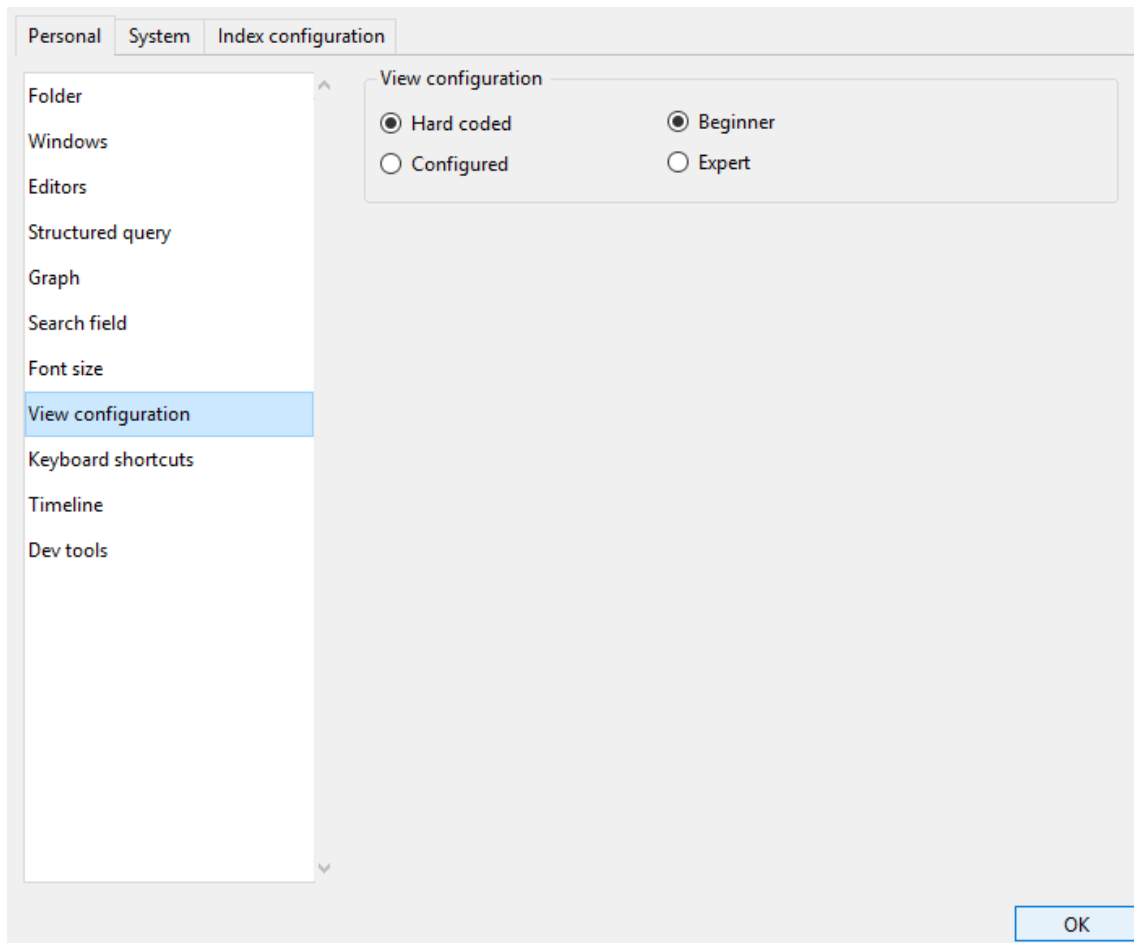 Personal System Index configuration
Folder
Windows
Editors
Structured query
Graph
Search field
Font size
View configuration
Keyboard shortcuts
Timeline
Dev tools
View configuration
Hard coded Beginner
Configured Expert
OK